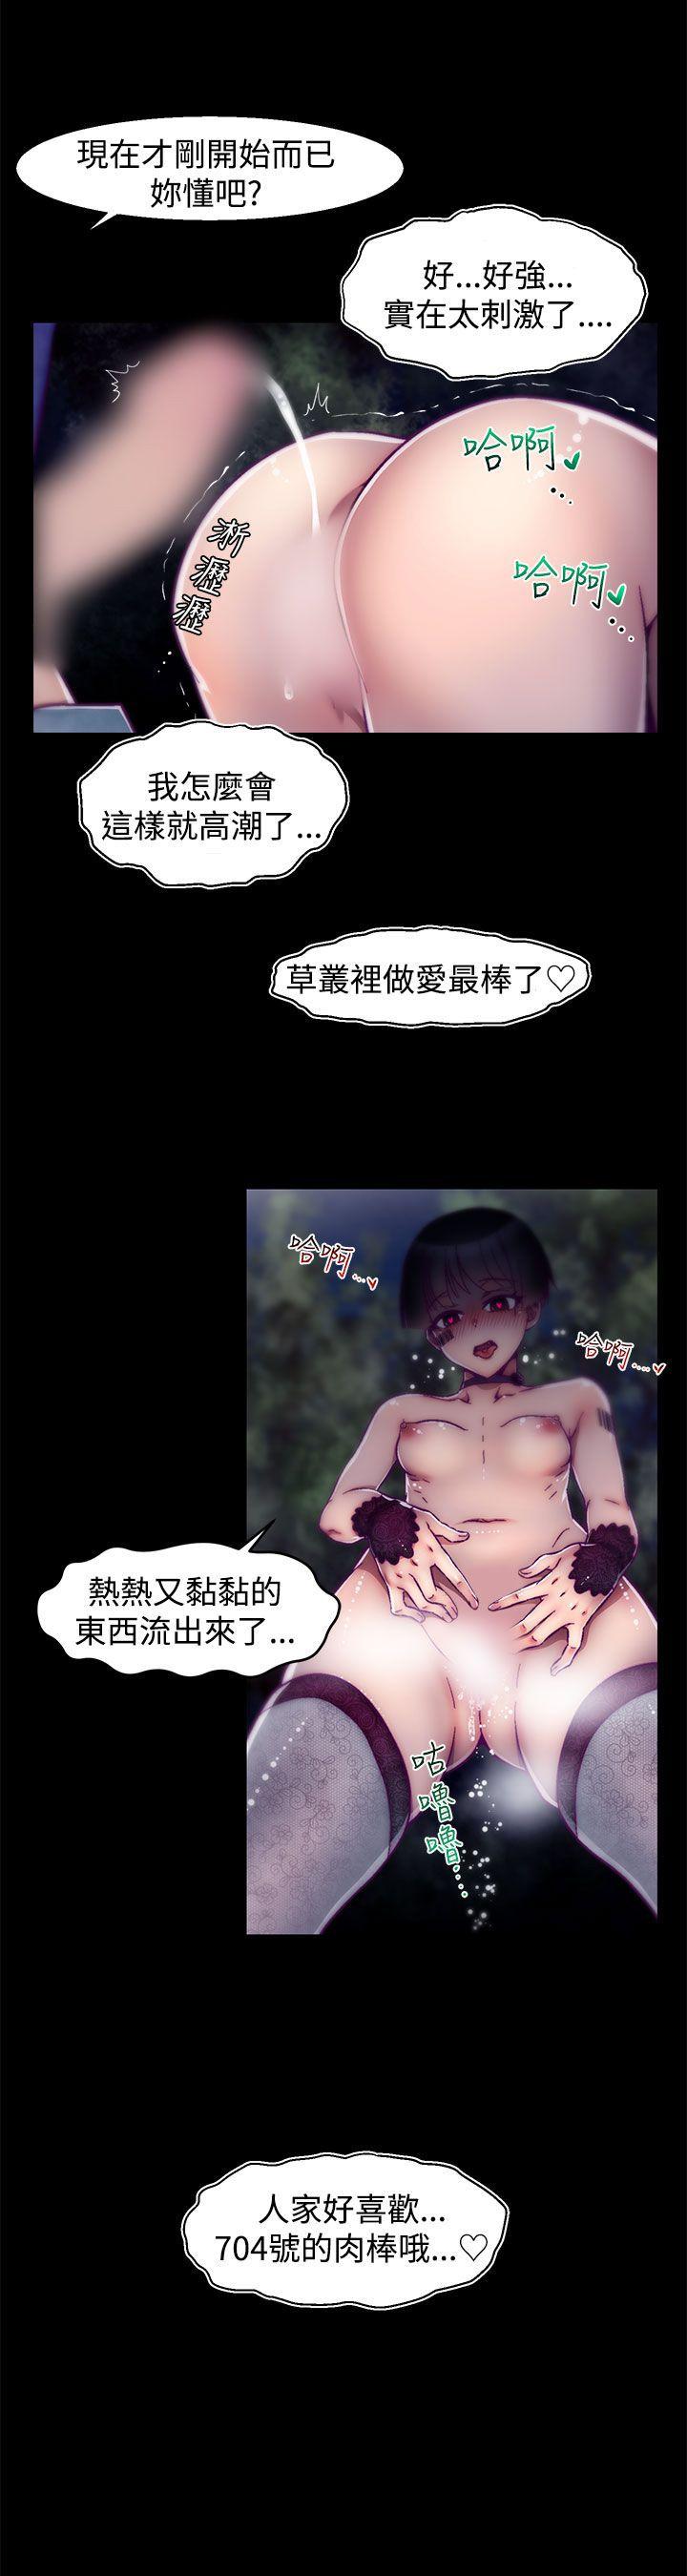 現在才剛開始而已
妳懂吧?
好...好強...
實在太刺激了....
哈啊♥...
哈啊♥...
淅瀝瀝
我怎麼會
這樣就高潮了...
草叢裡做愛最棒了♡
哈啊...♥
哈啊....♥
熱熱又黏黏的
東西流出來了...
咕嚕嚕....
人家好喜歡...
704號的肉棒哦...♡